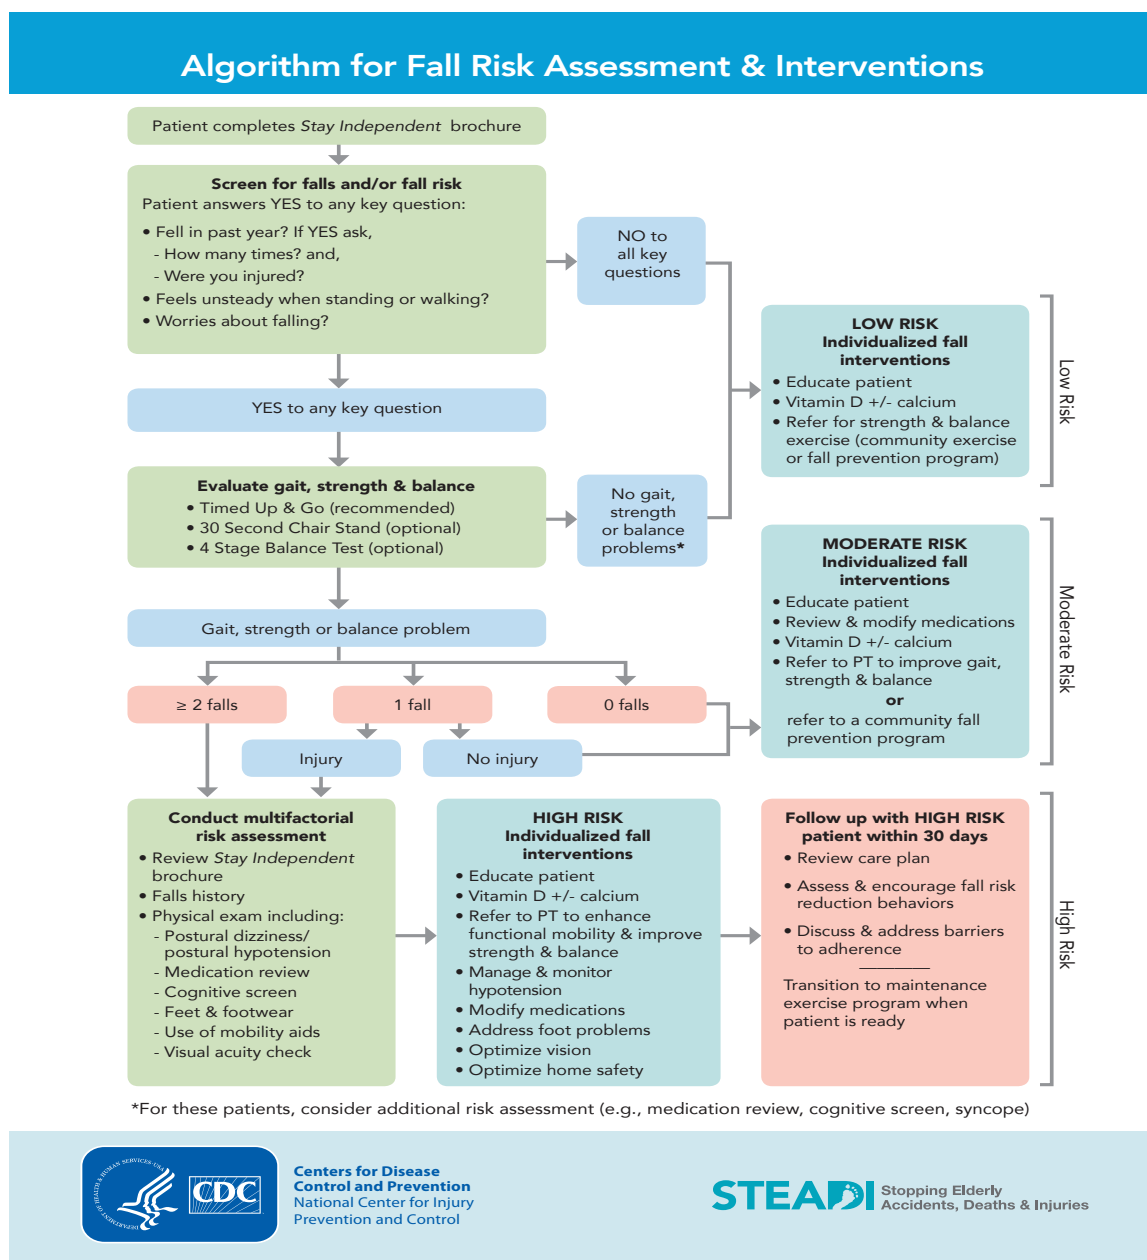 Algorithm for Fall Risk Assessment & Interventions
Patient completes Stay Independent brochure
Screen for falls and/or fall risk
Patient answers YES to any key question:
• Fell in past year? If YES ask,
- How many times? and,
- Were you injured?
• Feels unsteady when standing or walking?
• Worries about falling?
NO to
all key
questions
YES to any key question
Evaluate gait, strength & balance
• Timed Up & Go (recommended)
• 30 Second Chair Stand (optional)
• 4 Stage Balance Test (optional)
No gait,
strength
or balance
problems*
LOW RISK
Individualized fall
interventions
• Educate patient
• Vitamin D +/- calcium
• Refer for strength & balance
exercise (community exercise
or fall prevention program)
Low Risk
Gait, strength or balance problem
≥ 2 falls
1 fall
0 falls
Injury
No injury
MODERATE RISK
Individualized fall
interventions
• Educate patient
• Review & modify medications
• Vitamin D +/- calcium
• Refer to PT to improve gait,
strength & balance
or
refer to a community fall
prevention program
Moderate Risk
Conduct multifactorial
risk assessment
• Review Stay Independent
brochure
• Falls history
• Physical exam including:
- Postural dizziness/
postural hypotension
- Medication review
- Cognitive screen
- Feet & footwear
- Use of mobility aids
- Visual acuity check
HIGH RISK
Individualized fall
interventions
• Educate patient
• Vitamin D +/- calcium
• Refer to PT to enhance
functional mobility & improve
strength & balance
• Manage & monitor
hypotension
• Modify medications
• Address foot problems
• Optimize vision
• Optimize home safety
Follow up with HIGH RISK
patient within 30 days
• Review care plan
• Assess & encourage fall risk
reduction behaviors
• Discuss & address barriers
to adherence
Transition to maintenance
exercise program when
patient is ready
High Risk
*For these patients, consider additional risk assessment (e.g., medication review, cognitive screen, syncope)
DEPARTMENT OF HEALTH & HUMAN SERVICES·USA
CDC
Centers for Disease
Control and Prevention
National Center for Injury
Prevention and Control
STEADI
Stopping Elderly
Accidents, Deaths & Injuries